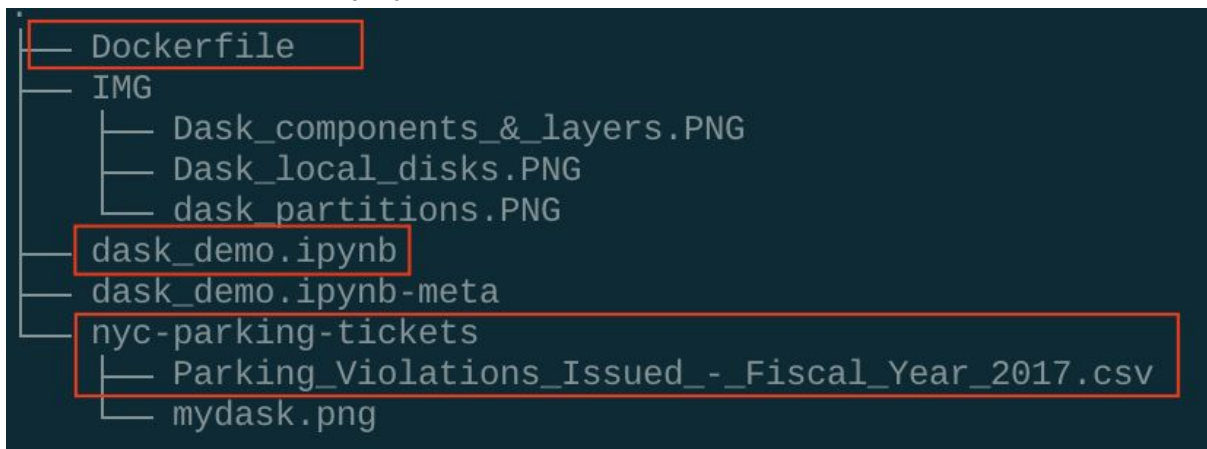 .
├── Dockerfile
├── IMG
│   ├── Dask_components_&_layers.PNG
│   ├── Dask_local_disks.PNG
│   └── dask_partitions.PNG
├── dask_demo.ipynb
├── dask_demo.ipynb-meta
└── nyc-parking-tickets
    ├── Parking_Violations_Issued_-_Fiscal_Year_2017.csv
    └── mydask.png